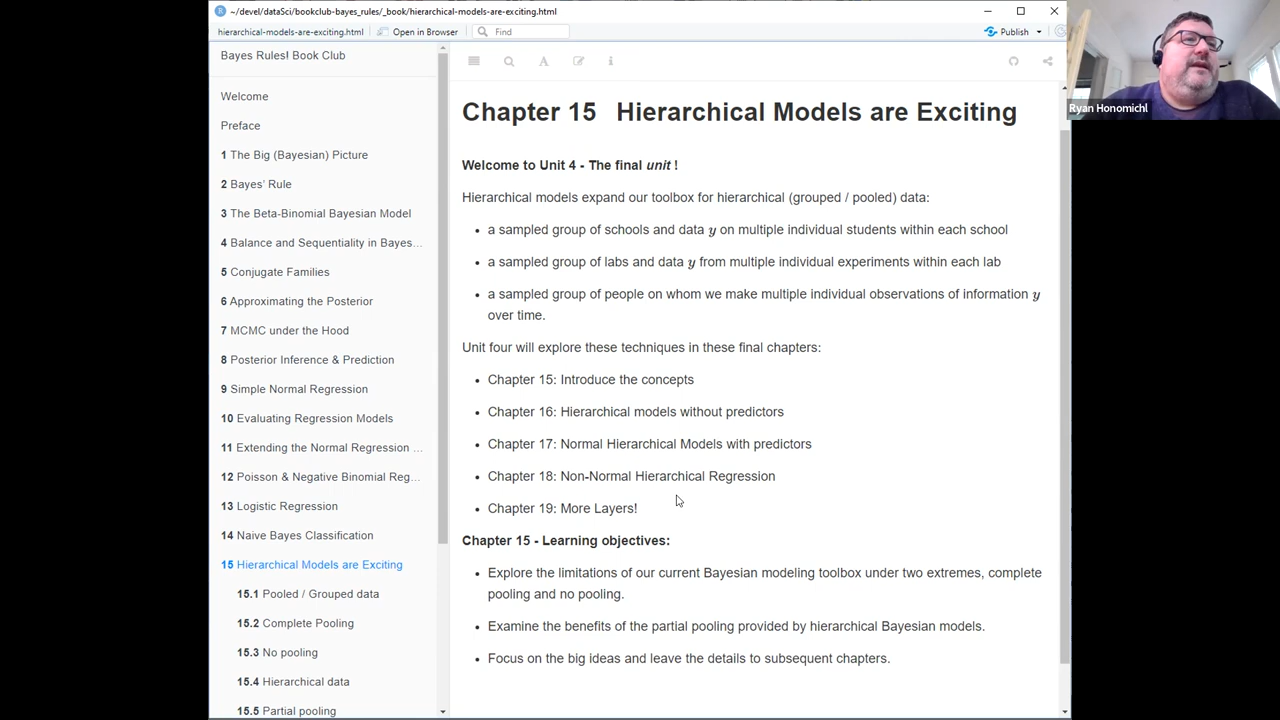 ~/devel/dataSci/bookclub-bayes_rules/_book/hierarchical-models-are-exciting.html
hierarchical-models-are-exciting.html
Open in Browser
Find
Publish
Bayes Rules! Book Club
Welcome
Preface
1 The Big (Bayesian) Picture
2 Bayes' Rule
3 The Beta-Binomial Bayesian Model
4 Balance and Sequentiality in Bayes…
5 Conjugate Families
6 Approximating the Posterior
7 MCMC under the Hood
8 Posterior Inference & Prediction
9 Simple Normal Regression
10 Evaluating Regression Models
11 Extending the Normal Regression …
12 Poisson & Negative Binomial Reg…
13 Logistic Regression
14 Naive Bayes Classification
15 Hierarchical Models are Exciting
15.1 Pooled / Grouped data
15.2 Complete Pooling
15.3 No pooling
15.4 Hierarchical data
15.5 Partial pooling
Chapter 15 Hierarchical Models are Exciting
Welcome to Unit 4 - The final unit !
Hierarchical models expand our toolbox for hierarchical (grouped / pooled) data:
• a sampled group of schools and data y on multiple individual students within each school
• a sampled group of labs and data y from multiple individual experiments within each lab
• a sampled group of people on whom we make multiple individual observations of information y
over time.
Unit four will explore these techniques in these final chapters:
• Chapter 15: Introduce the concepts
• Chapter 16: Hierarchical models without predictors
• Chapter 17: Normal Hierarchical Models with predictors
• Chapter 18: Non-Normal Hierarchical Regression
• Chapter 19: More Layers!
Chapter 15 - Learning objectives:
• Explore the limitations of our current Bayesian modeling toolbox under two extremes, complete
pooling and no pooling.
• Examine the benefits of the partial pooling provided by hierarchical Bayesian models.
• Focus on the big ideas and leave the details to subsequent chapters.
Ryan Honomichl